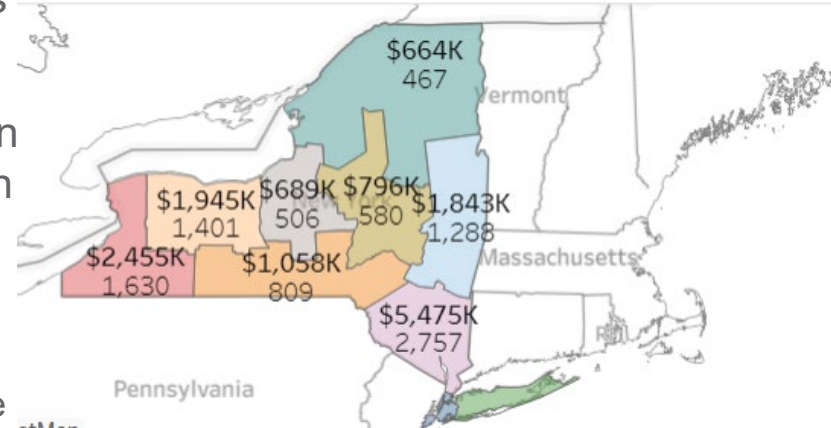 s
$664K
467
Vermont
n
n
$1,945K
1,401
$689K
506
$796K
580
$1,843K
1,288
New York
$2,455K
1,630
$1,058K
809
Massachusetts
$5,475K
2,757
Pennsylvania
e